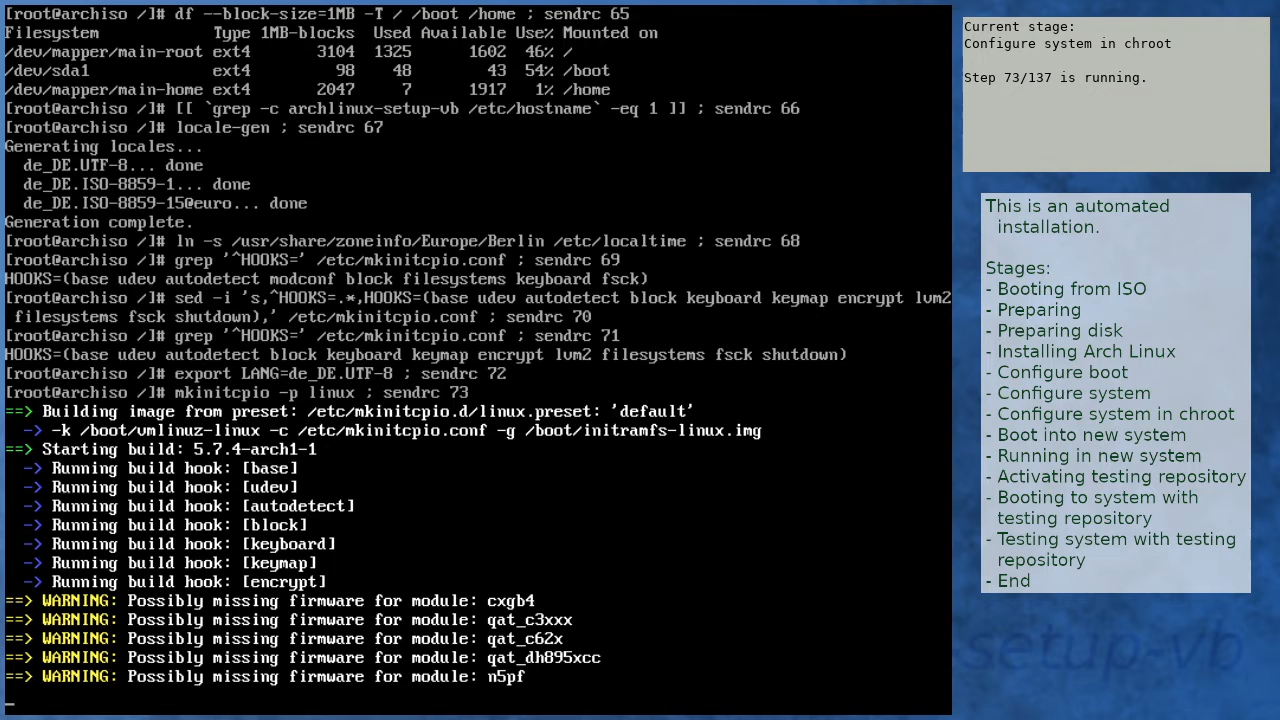 [root@archiso /]# df --block-size=1MB -T / /boot /home ; sendrc 65
Filesystem            Type 1MB-blocks  Used Available Use% Mounted on
/dev/mapper/main-root ext4       3104  1325      1602  46% /
/dev/sda1             ext4         98    48        43  54% /boot
/dev/mapper/main-home ext4       2047     7      1917   1% /home
[root@archiso /]# [[ `grep -c archlinux-setup-vb /etc/hostname` -eq 1 ]] ; sendrc 66
[root@archiso /]# locale-gen ; sendrc 67
Generating locales...
  de_DE.UTF-8... done
  de_DE.ISO-8859-1... done
  de_DE.ISO-8859-15@euro... done
Generation complete.
[root@archiso /]# ln -s /usr/share/zoneinfo/Europe/Berlin /etc/localtime ; sendrc 68
[root@archiso /]# grep '^HOOKS=' /etc/mkinitcpio.conf ; sendrc 69
HOOKS=(base udev autodetect modconf block filesystems keyboard fsck)
[root@archiso /]# sed -i 's,^HOOKS=.*,HOOKS=(base udev autodetect block keyboard keymap encrypt lvm2
 filesystems fsck shutdown),' /etc/mkinitcpio.conf ; sendrc 70
[root@archiso /]# grep '^HOOKS=' /etc/mkinitcpio.conf ; sendrc 71
HOOKS=(base udev autodetect block keyboard keymap encrypt lvm2 filesystems fsck shutdown)
[root@archiso /]# export LANG=de_DE.UTF-8 ; sendrc 72
[root@archiso /]# mkinitcpio -p linux ; sendrc 73
==> Building image from preset: /etc/mkinitcpio.d/linux.preset: 'default'
  -> -k /boot/vmlinuz-linux -c /etc/mkinitcpio.conf -g /boot/initramfs-linux.img
==> Starting build: 5.7.4-arch1-1
  -> Running build hook: [base]
  -> Running build hook: [udev]
  -> Running build hook: [autodetect]
  -> Running build hook: [block]
  -> Running build hook: [keyboard]
  -> Running build hook: [keymap]
  -> Running build hook: [encrypt]
==> WARNING: Possibly missing firmware for module: cxgb4
==> WARNING: Possibly missing firmware for module: qat_c3xxx
==> WARNING: Possibly missing firmware for module: qat_c62x
==> WARNING: Possibly missing firmware for module: qat_dh895xcc
==> WARNING: Possibly missing firmware for module: n5pf
_
Current stage:
Configure system in chroot
Step 73/137 is running.
This is an automated
installation.
Stages:
- Booting from ISO
- Preparing
- Preparing disk
- Installing Arch Linux
- Configure boot
- Configure system
- Configure system in chroot
- Boot into new system
- Running in new system
- Activating testing repository
- Booting to system with
testing repository
- Testing system with testing
repository
- End
setup-vb